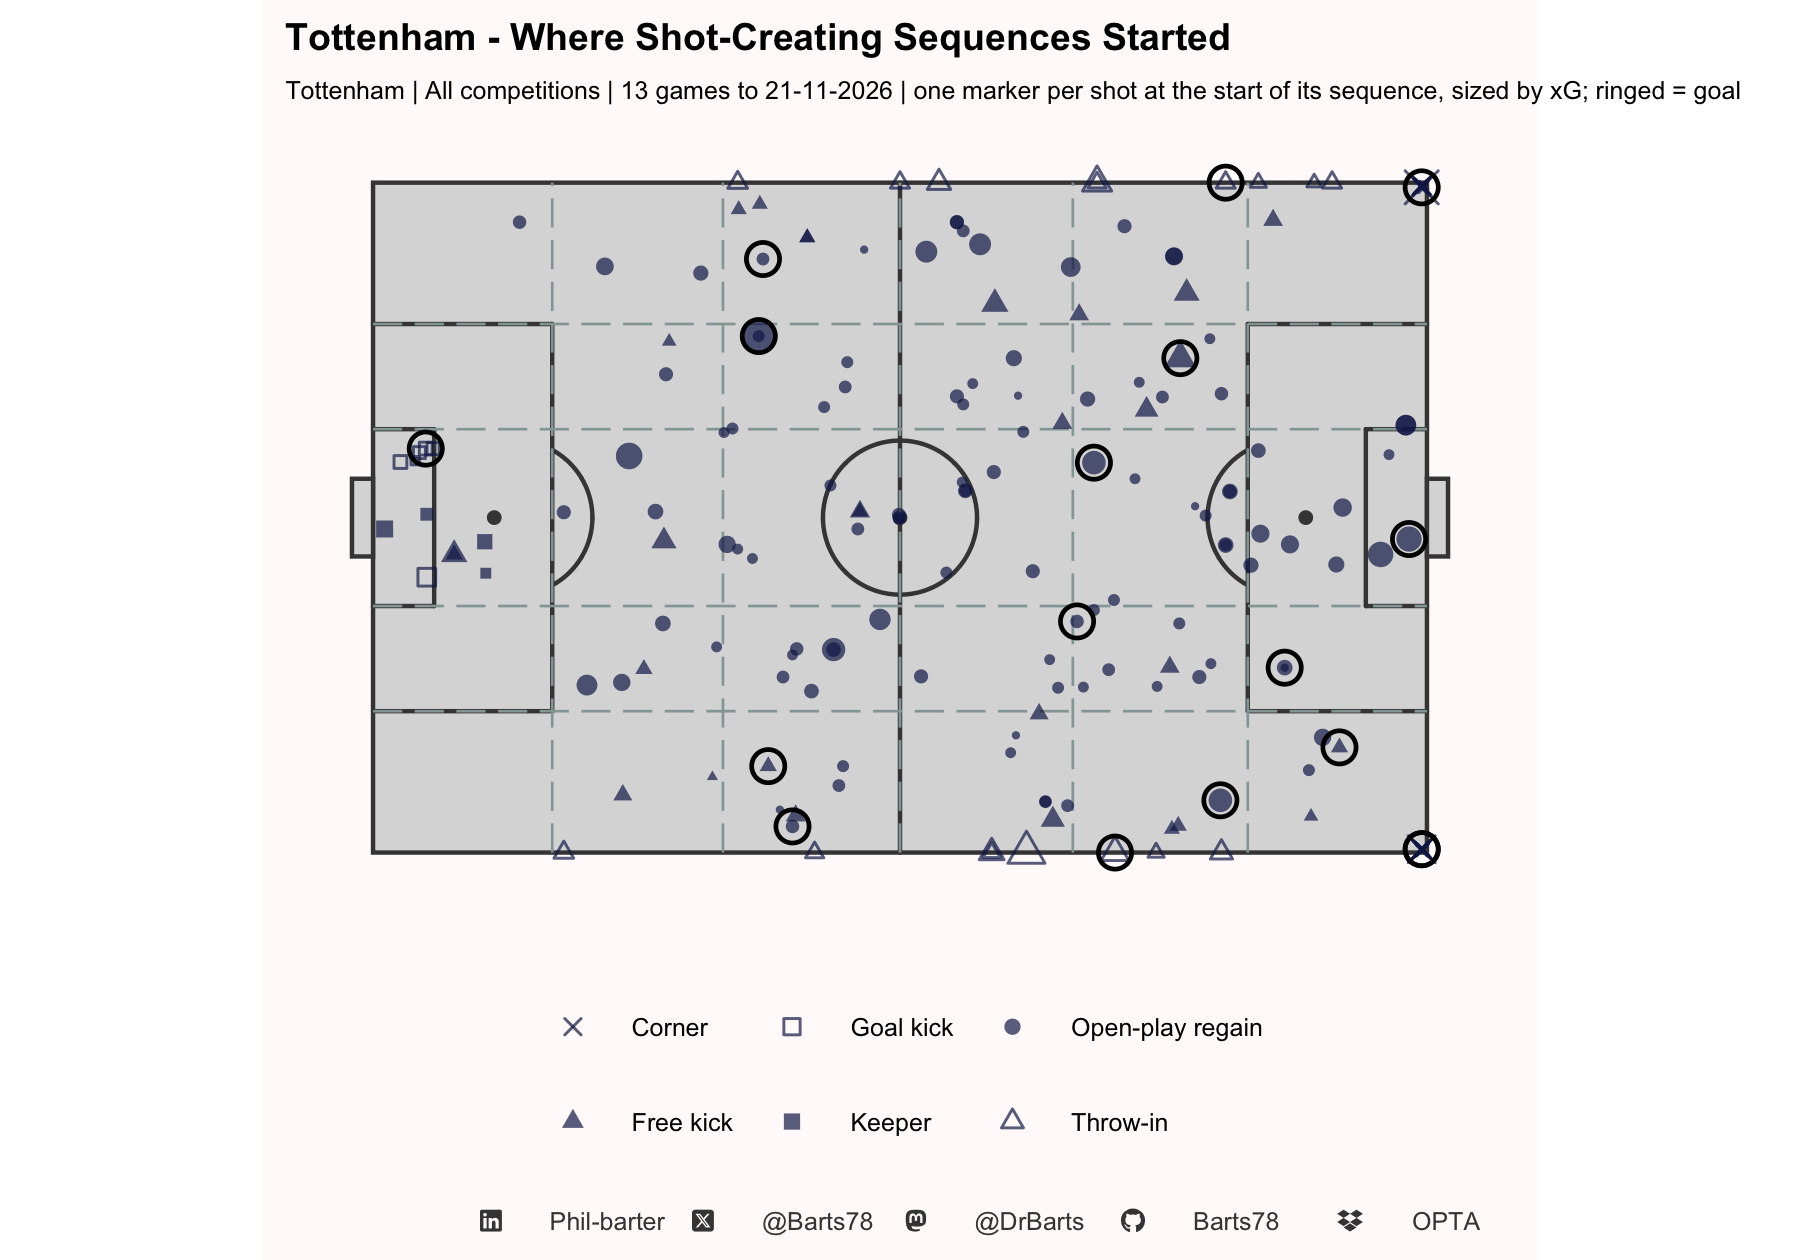 Tottenham - Where Shot-Creating Sequences Started
Tottenham | All competitions | 13 games to 21-11-2026 | one marker per shot at the start of its sequence, sized by xG; ringed = goal
Corner
Goal kick
Open-play regain
Free kick
Keeper
Throw-in
Phil-barter
@Barts78
@DrBarts
Barts78
OPTA